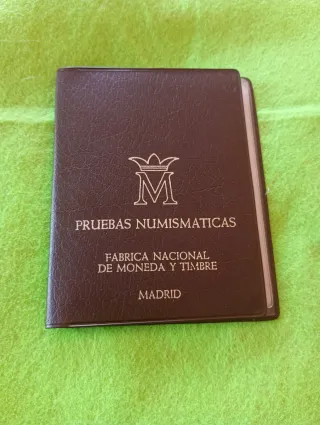 M
PRUEBAS NUMISMATICAS
FABRICA NACIONAL
DE MONEDA Y TIMBRE
MADRID